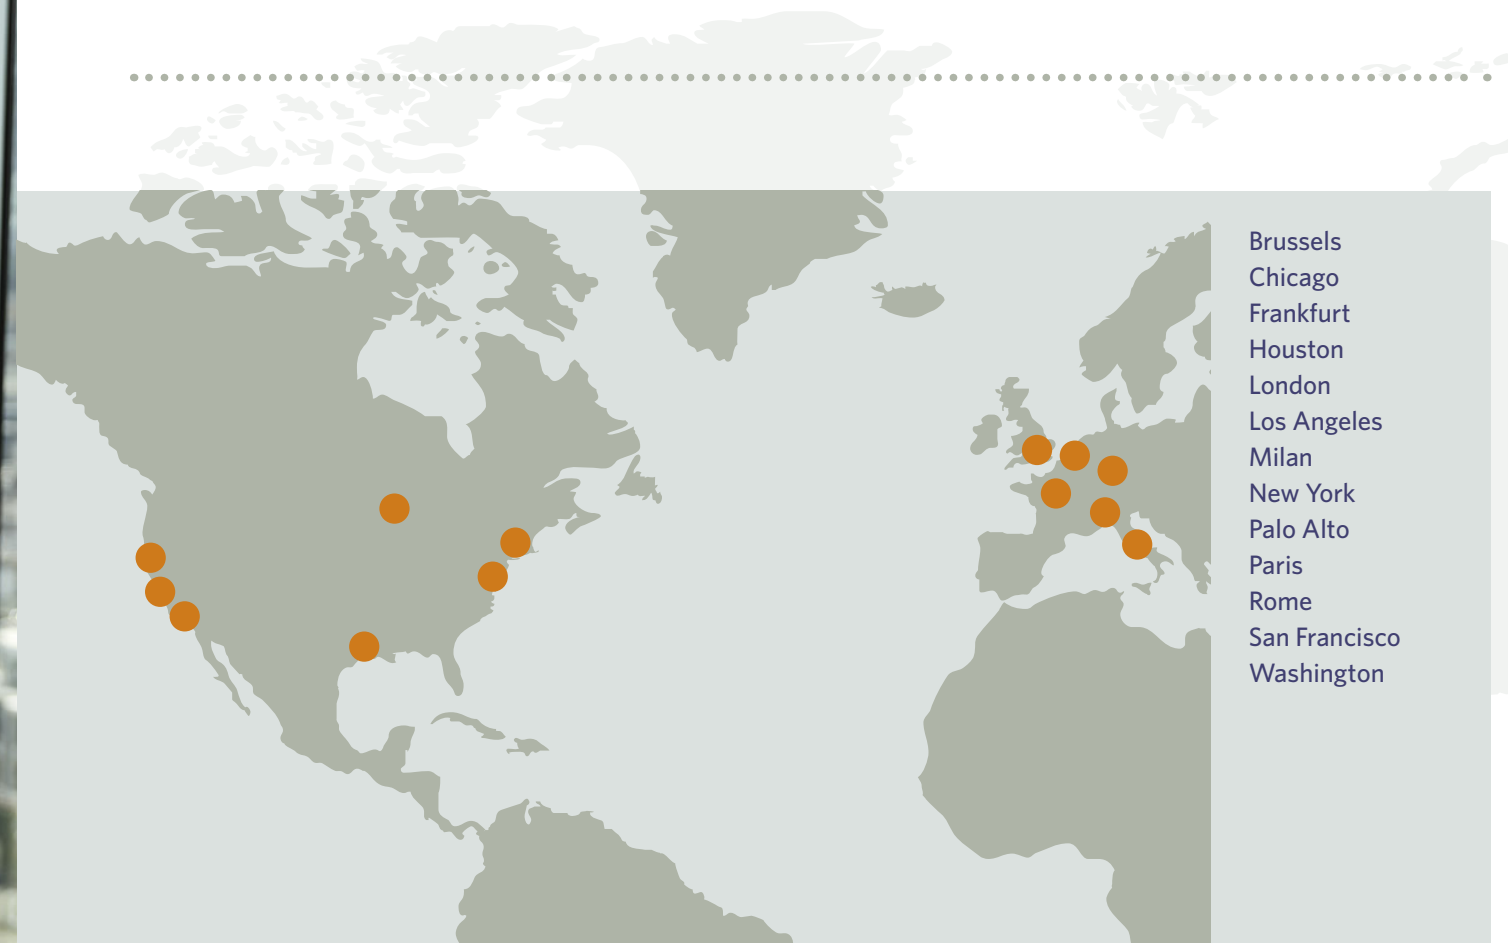 Brussels
Chicago
Frankfurt
Houston
London
Los Angeles
Milan
New York
Palo Alto
Paris
Rome
San Francisco
Washington